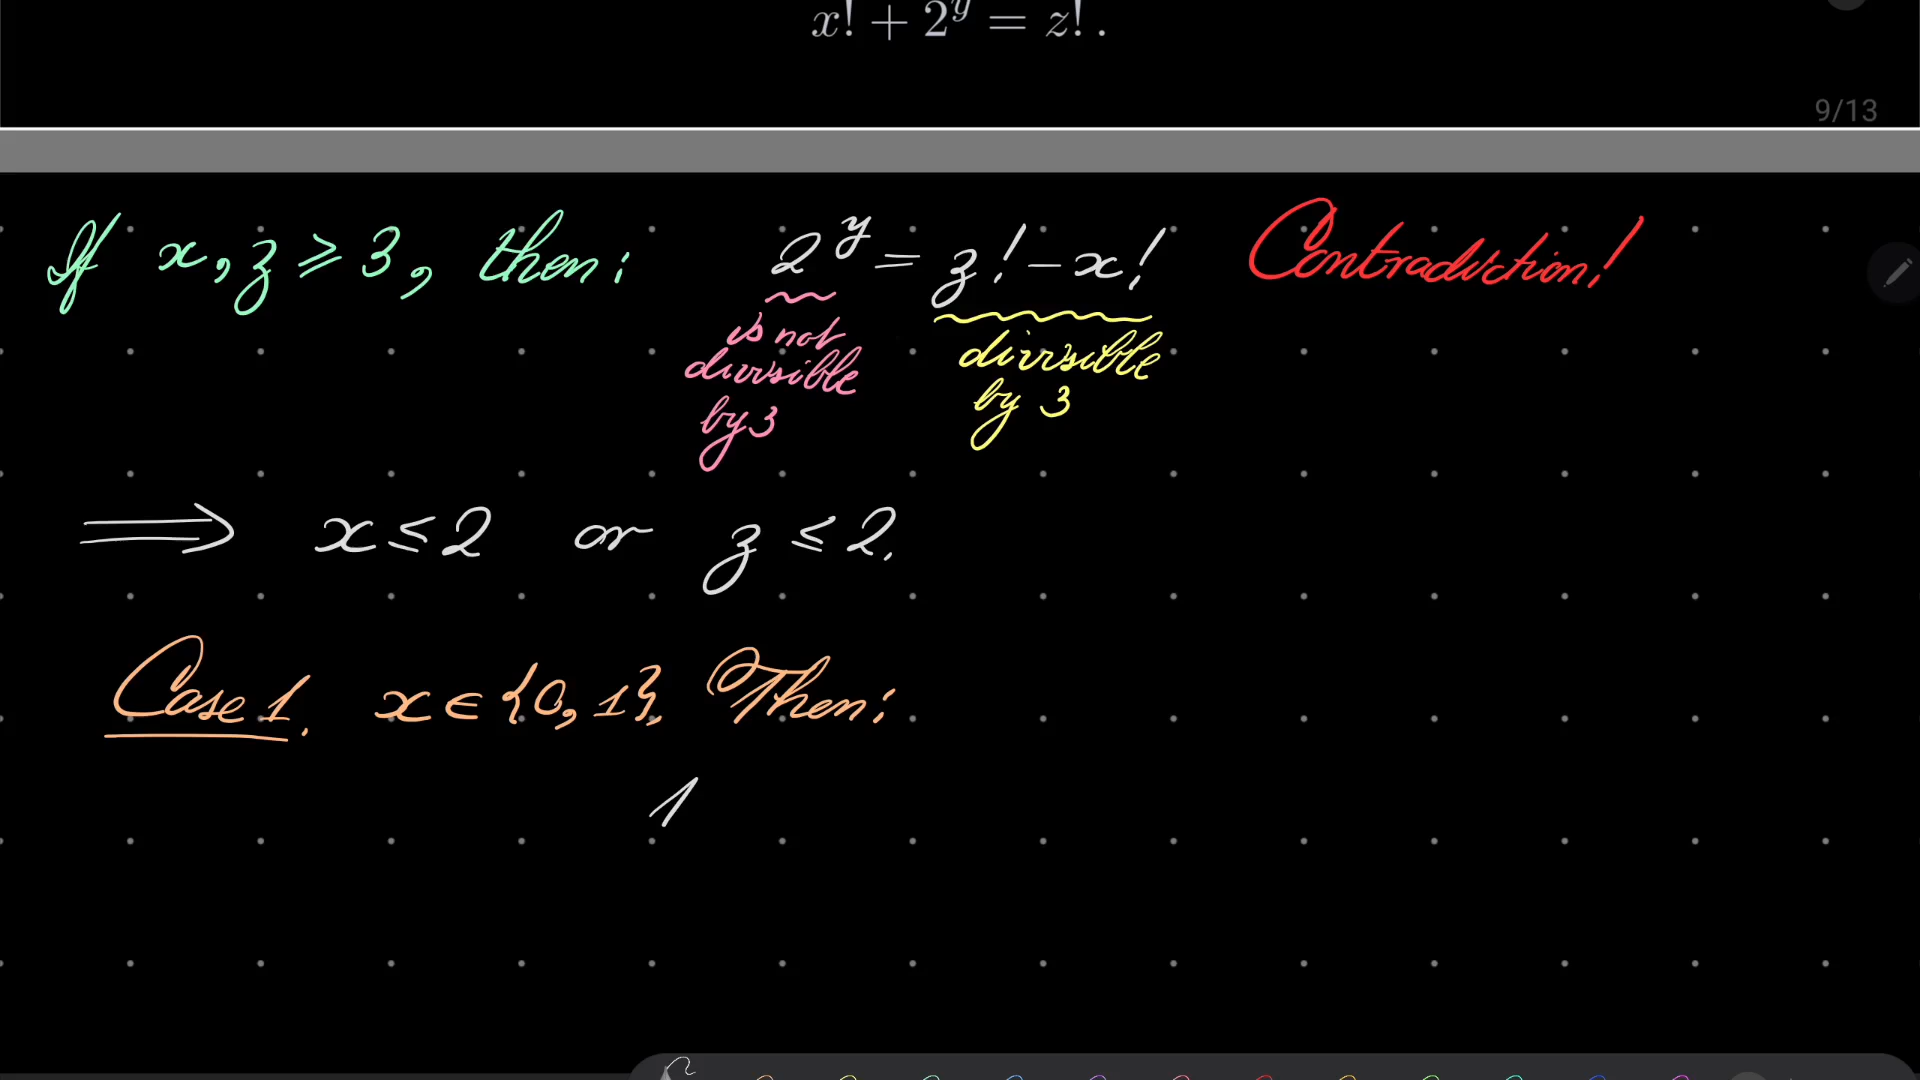 x! + 2^y = z!.
9/13
If x, z ⩾ 3, then: 2^y = z! – x! Contradiction!
is not divisible by 3
divisible by 3
⟹ x ≤ 2 or z ≤ 2.
Case 1. x ∈ {0, 1}. Then:
1